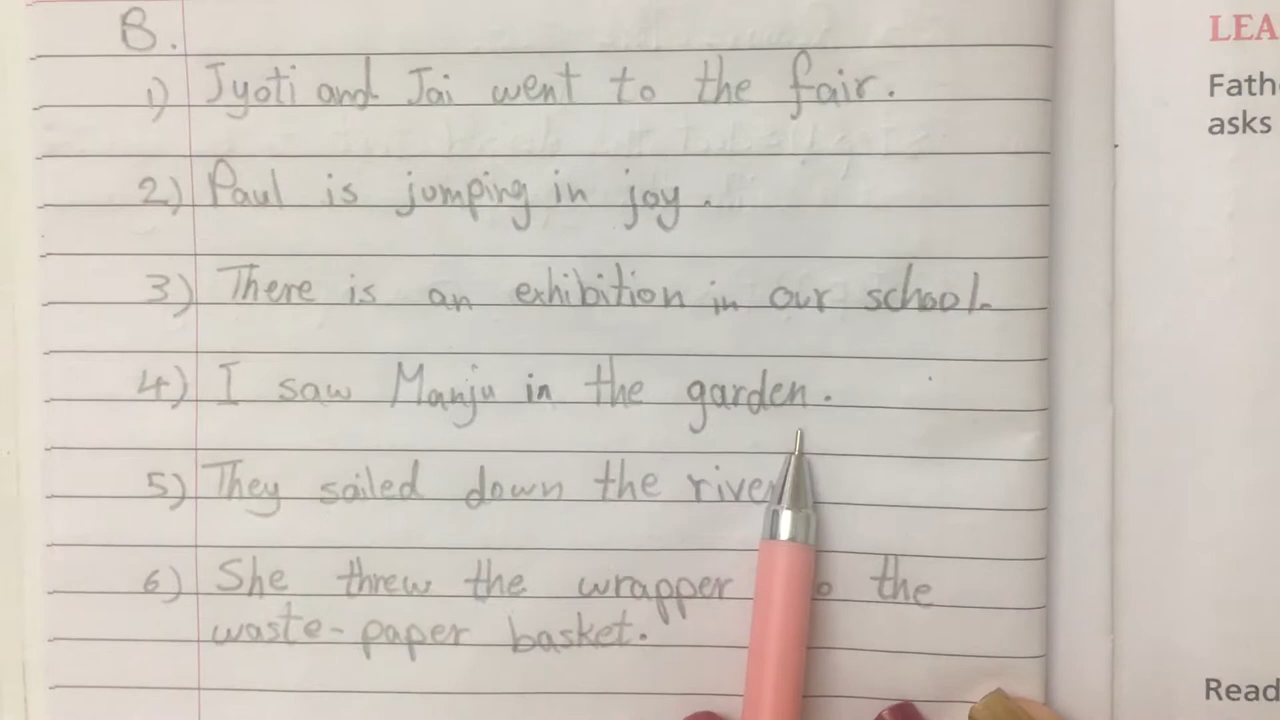 B.
1) Jyoti and Jai went to the fair.
2) Paul is jumping in joy.
3) There is an exhibition in our school.
4) I saw Manju in the garden.
5) They sailed down the river
6) She threw the wrapper the
waste-paper basket.
LEA
Fath
asks
Read